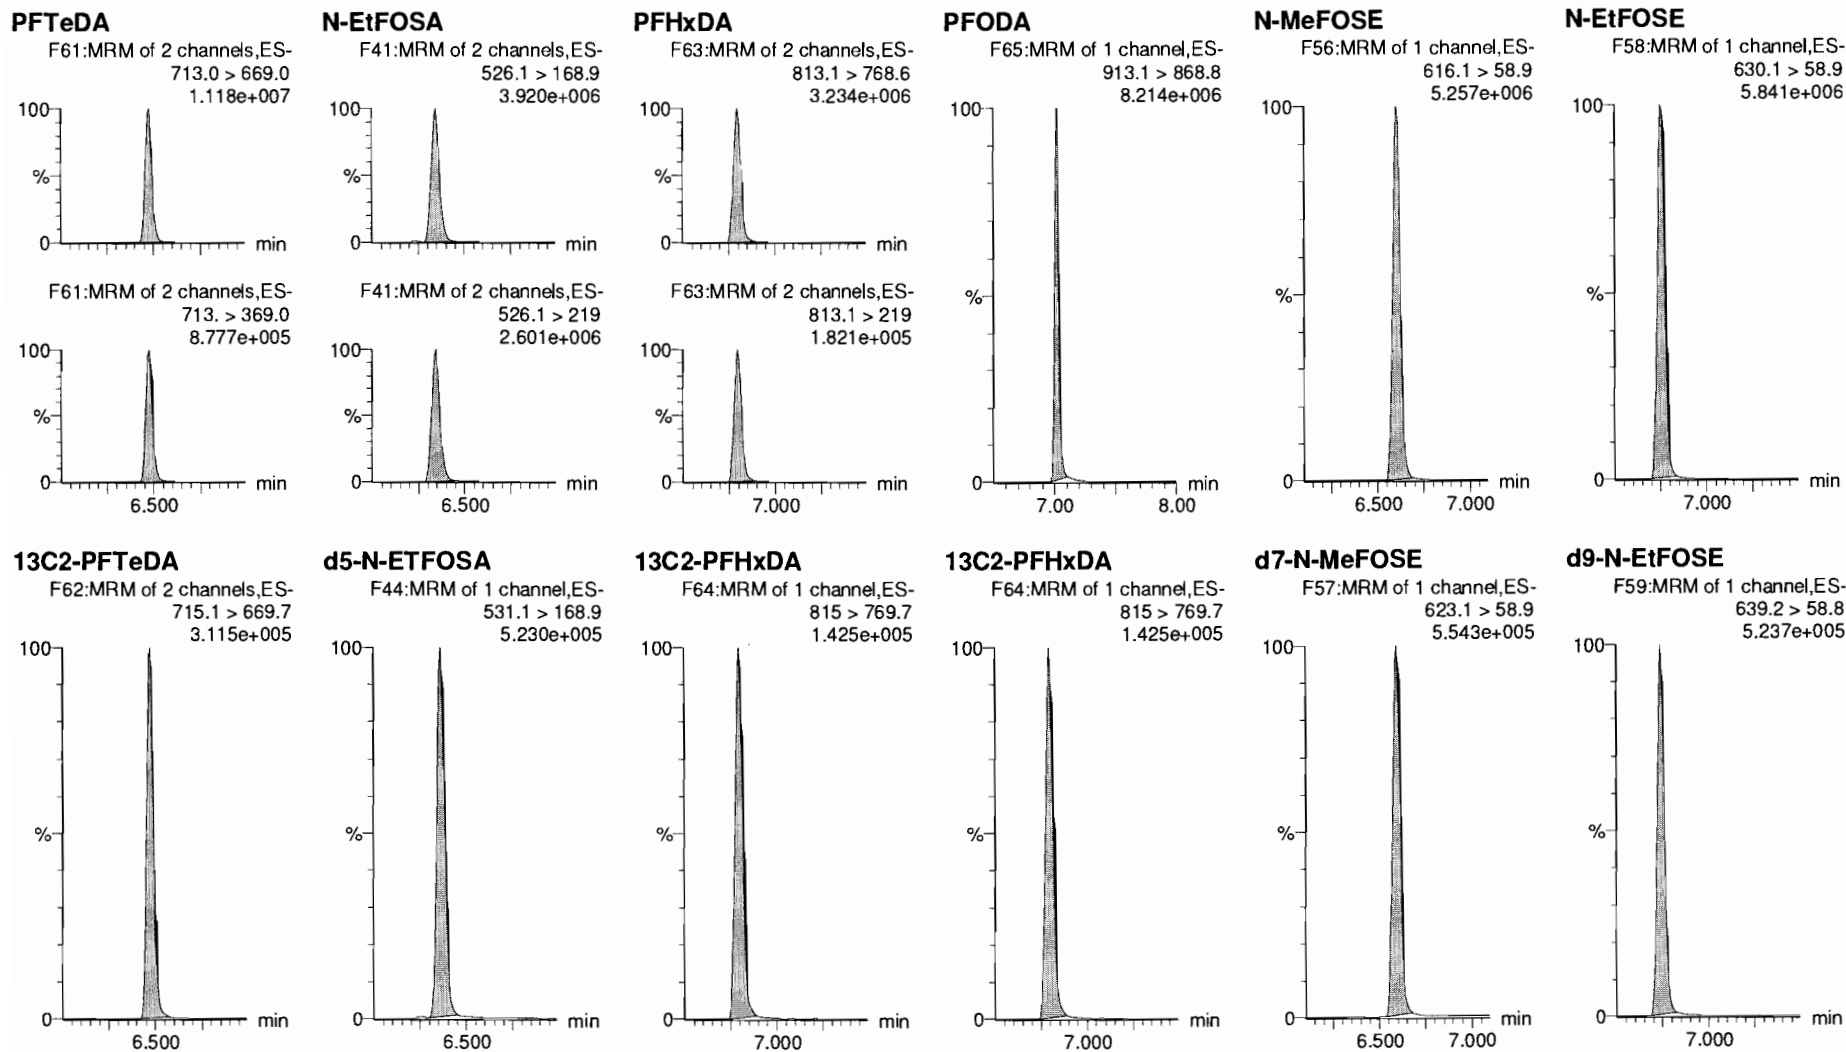 PFTeDA
F61:MRM of 2 channels,ES-
713.0 > 669.0
1.118e+007
100
%
0
min
F61:MRM of 2 channels,ES-
713. > 369.0
8.777e+005
100
%
0
min
6.500
N-EtFOSA
F41:MRM of 2 channels,ES-
526.1 > 168.9
3.920e+006
100
%
0
min
F41:MRM of 2 channels,ES-
526.1 > 219
2.601e+006
100
%
0
min
6.500
PFHxDA
F63:MRM of 2 channels,ES-
813.1 > 768.6
3.234e+006
100
%
0
min
F63:MRM of 2 channels,ES-
813.1 > 219
1.821e+005
100
%
0
min
7.000
PFODA
F65:MRM of 1 channel,ES-
913.1 > 868.8
8.214e+006
100
%
0
min
7.00 8.00
N-MeFOSE
F56:MRM of 1 channel,ES-
616.1 > 58.9
5.257e+006
100
%
0
min
6.500 7.000
N-EtFOSE
F58:MRM of 1 channel,ES-
630.1 > 58.9
5.841e+006
100
%
0
min
7.000
13C2-PFTeDA
F62:MRM of 2 channels,ES-
715.1 > 669.7
3.115e+005
100
%
0
min
6.500
d5-N-ETFOSA
F44:MRM of 1 channel,ES-
531.1 > 168.9
5.230e+005
100
%
0
min
6.500
13C2-PFHxDA
F64:MRM of 1 channel,ES-
815 > 769.7
1.425e+005
100
%
0
min
7.000
13C2-PFHxDA
F64:MRM of 1 channel,ES-
815 > 769.7
1.425e+005
100
%
0
min
7.000
d7-N-MeFOSE
F57:MRM of 1 channel,ES-
623.1 > 58.9
5.543e+005
100
%
0
min
6.500 7.000
d9-N-EtFOSE
F59:MRM of 1 channel,ES-
639.2 > 58.8
5.237e+005
100
%
0
min
7.000